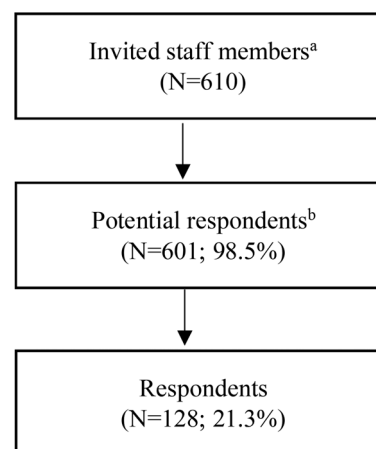 Invited staff membersᵃ
(N=610)
Potential respondentsᵇ
(N=601; 98.5%)
Respondents
(N=128; 21.3%)